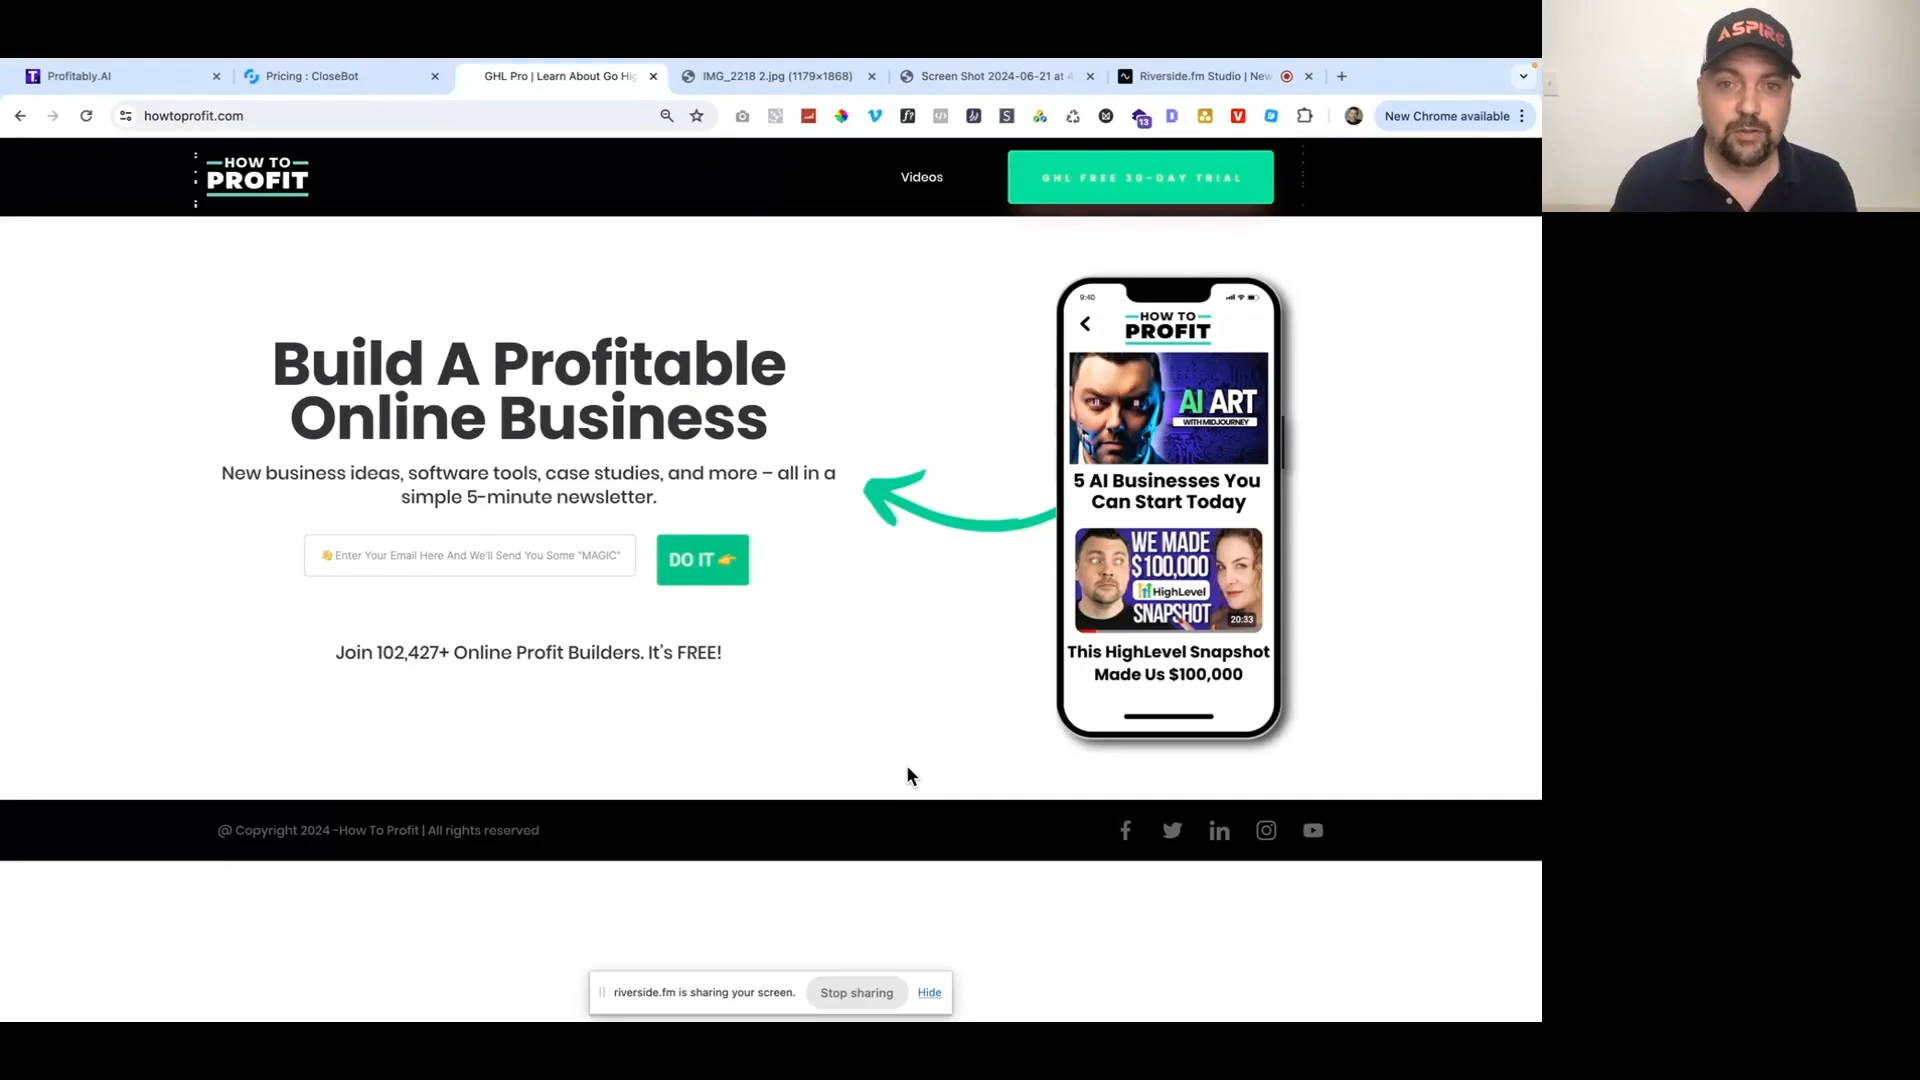 Profitably.AI
Pricing : CloseBot
GHL Pro | Learn About Go Hig
IMG_2218 2.jpg (1179×1868)
Screen Shot 2024-06-21 at 4
Riverside.fm Studio | New
howtoprofit.com
13
New Chrome available
ASPIRE
HOW TO
PROFIT
Videos
GHL FREE 30-DAY TRIAL
Build A Profitable
Online Business
New business ideas, software tools, case studies, and more – all in a
simple 5-minute newsletter.
👋 Enter Your Email Here And We'll Send You Some "MAGIC"
DO IT 👉
Join 102,427+ Online Profit Builders. It's FREE!
9:40
HOW TO
PROFIT
AI ART
WITH MIDJOURNEY
5 AI Businesses You
Can Start Today
WE MADE
$100,000
HighLevel
SNAPSHOT
20:33
This HighLevel Snapshot
Made Us $100,000
@ Copyright 2024 -How To Profit | All rights reserved
riverside.fm is sharing your screen.
Stop sharing
Hide